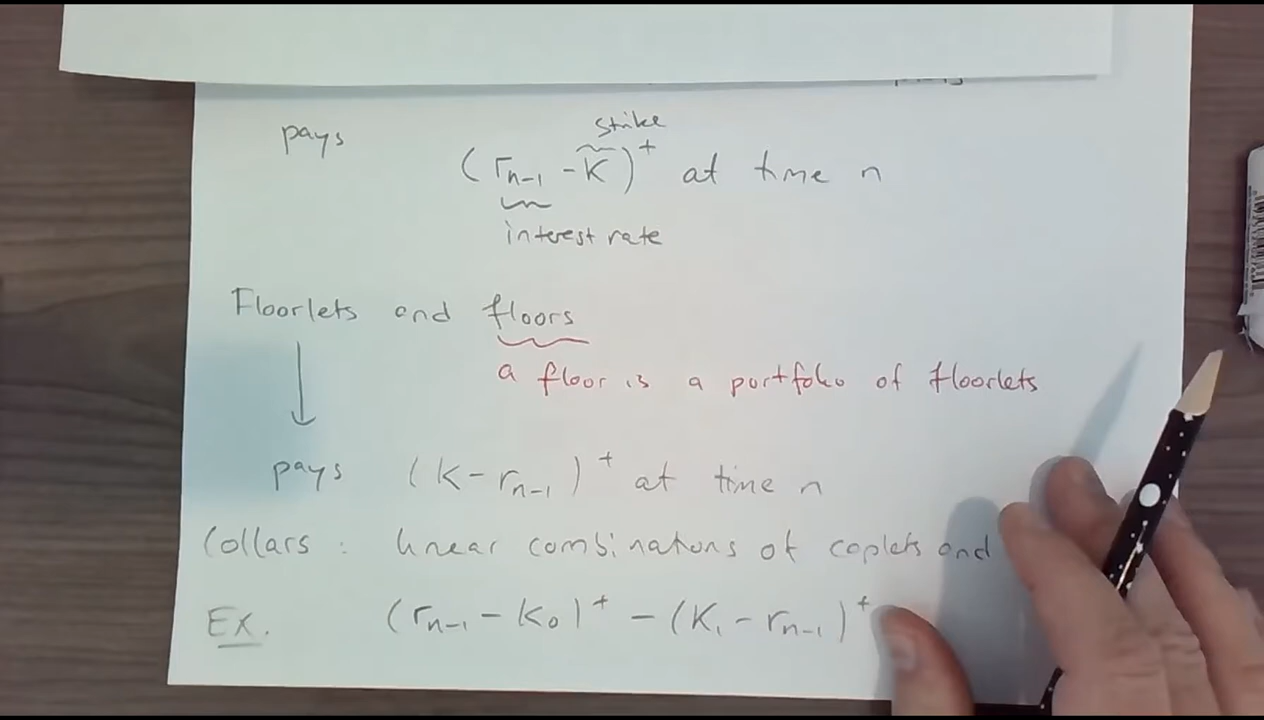 strike
pays (r_{n-1} - K)^+ at time n
interest rate
Floorlets and floors
a floor is a portfolio of floorlets
pays (K - r_{n-1})^+ at time n
Collars : linear combinations of caplets and
EX. (r_{n-1} - K_0)^+ - (K_1 - r_{n-1})^+